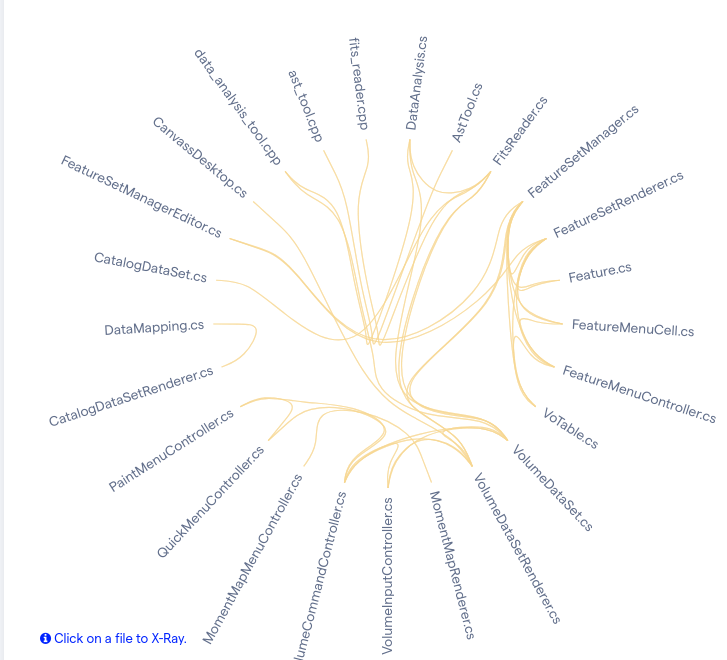 fits_reader.cpp
DataAnalysis.cs
AstTool.cs
FitsReader.cs
FeatureSetManager.cs
FeatureSetRenderer.cs
Feature.cs
FeatureMenuCell.cs
FeatureMenuController.cs
VoTable.cs
VolumeDataSet.cs
VolumeDataSetRenderer.cs
MomentMapRenderer.cs
VolumeInputController.cs
lumeCommandController.cs
MomentMapMenuController.cs
QuickMenuController.cs
PaintMenuController.cs
CatalogDataSetRenderer.cs
DataMapping.cs
CatalogDataSet.cs
FeatureSetManagerEditor.cs
CanvassDesktop.cs
data_analysis_tool.cpp
ast_tool.cpp
Click on a file to X-Ray.